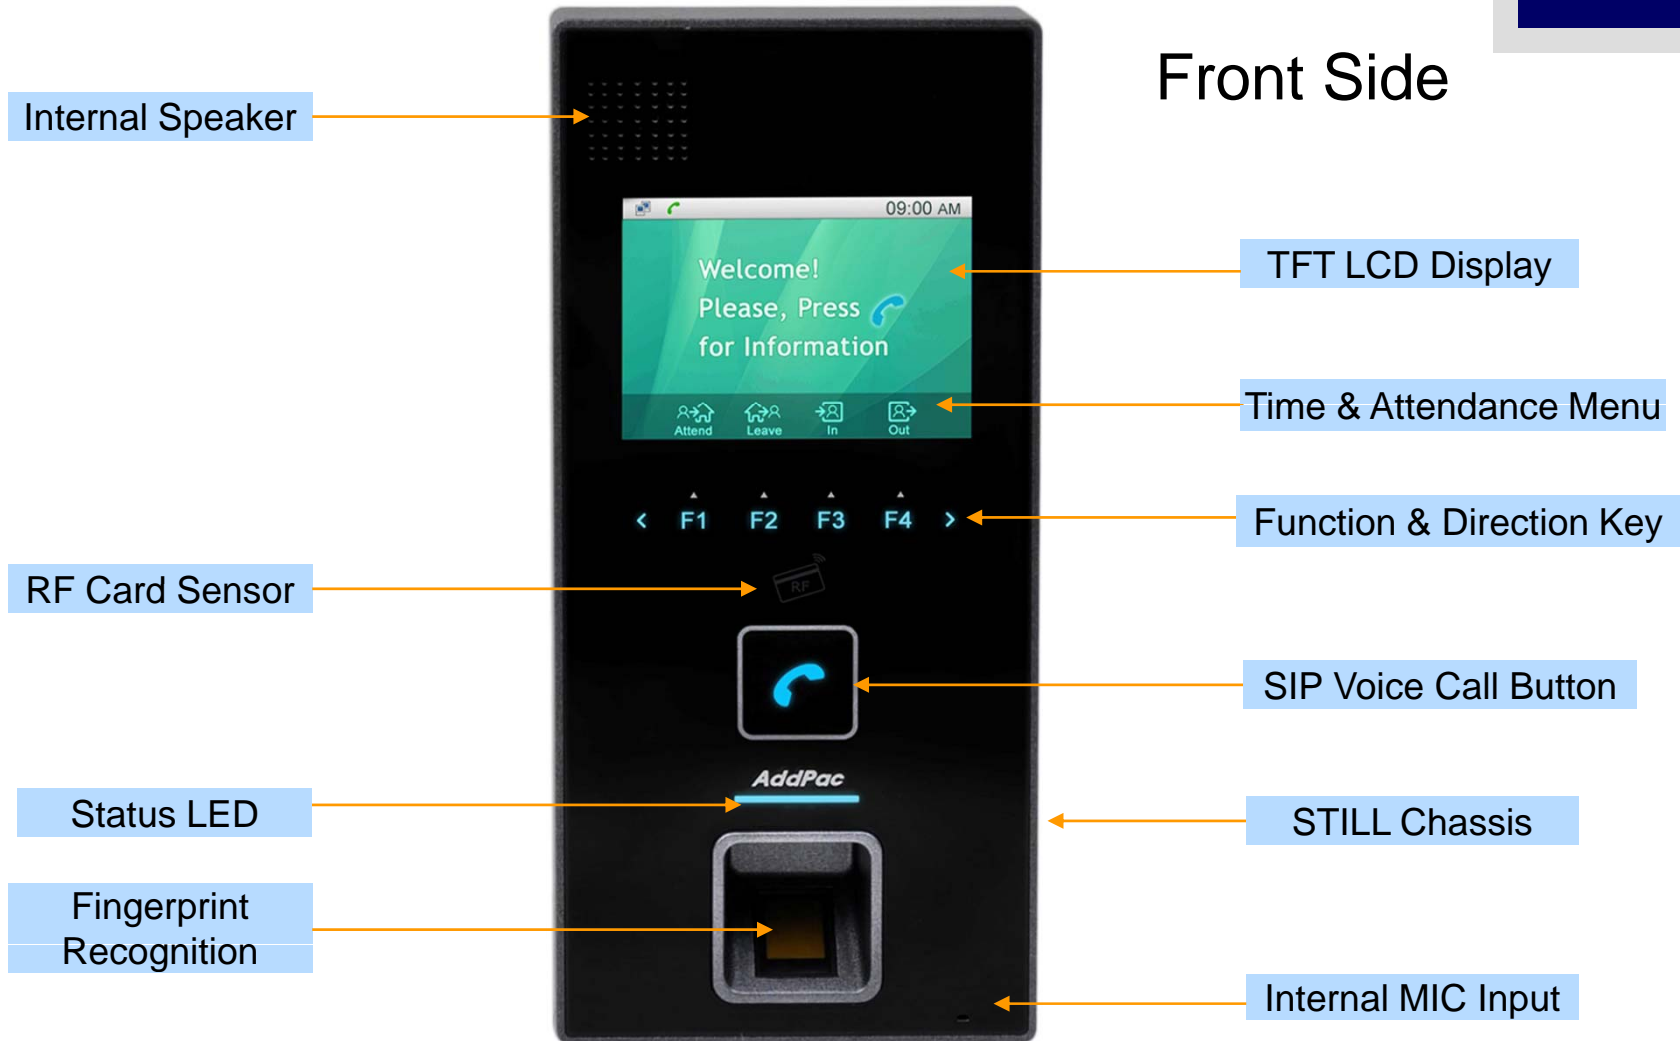 Front Side
Internal Speaker
09:00 AM
Welcome!
Please, Press
for Information
TFT LCD Display
Attend Leave In Out
Time & Attendance Menu
< F1 F2 F3 F4 >
Function & Direction Key
RF
RF Card Sensor
SIP Voice Call Button
AddPac
Status LED
STILL Chassis
Fingerprint
Recognition
Internal MIC Input